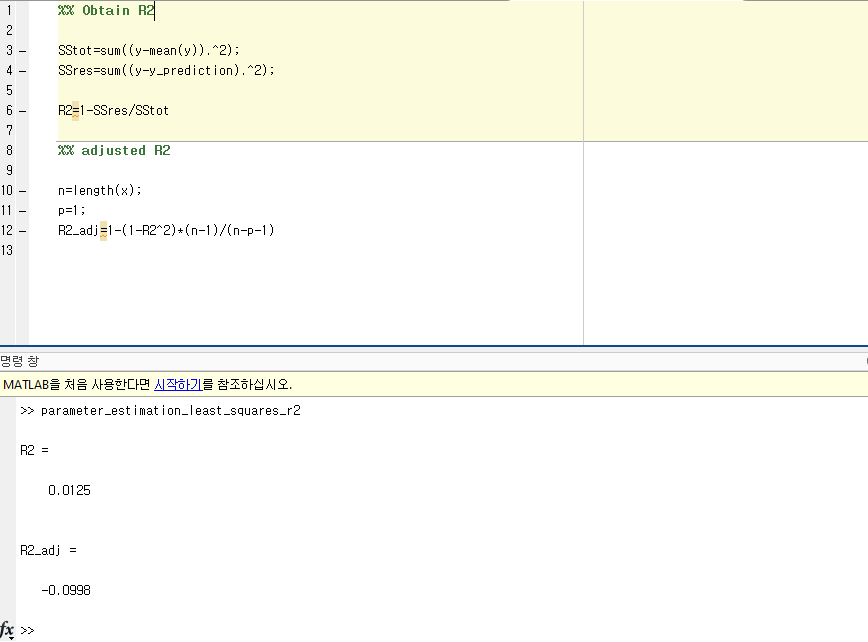 1 %% Obtain R2
2
3 – SStot=sum((y-mean(y)).^2);
4 – SSres=sum((y-y_prediction).^2);
5
6 – R2=1-SSres/SStot
7
8 %% adjusted R2
9
10 – n=length(x);
11 – p=1;
12 – R2_adj=1-(1-R2^2)*(n-1)/(n-p-1)
13
명령 창
MATLAB을 처음 사용한다면 시작하기를 참조하십시오.
>> parameter_estimation_least_squares_r2
R2 =
0.0125
R2_adj =
-0.0998
fx >>